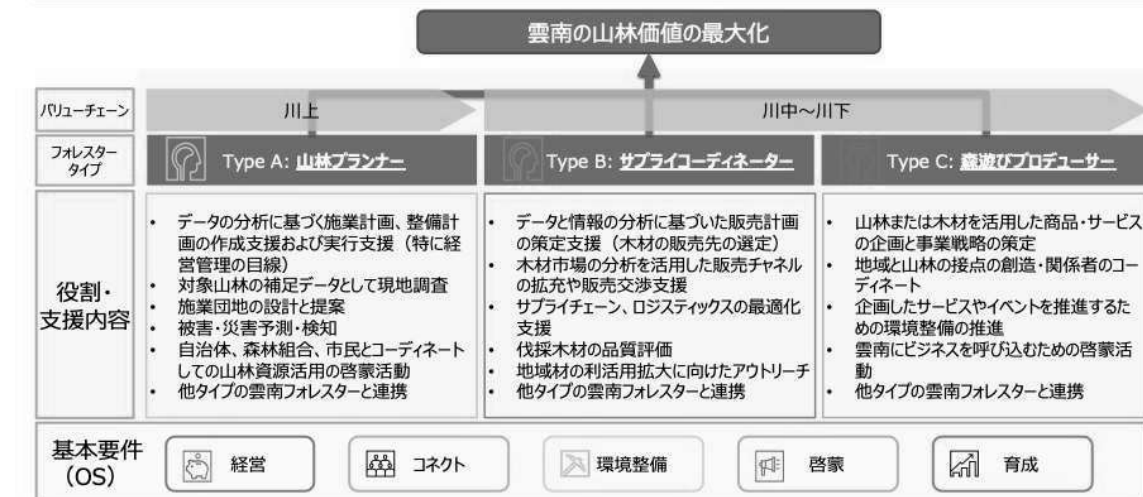 雲南の山林価値の最大化
バリューチェーン
川上
川中～川下
フォレスター
タイプ
Type A: 山林プランナー
Type B: サプライコーディネーター
Type C: 森遊びプロデューサー
役割・
支援内容
• データの分析に基づく施業計画、整備計
画の作成支援および実行支援（特に経
営管理の目線）
• 対象山林の補足データとして現地調査
• 施業団地の設計と提案
• 被害・災害予測・検知
• 自治体、森林組合、市民とコーディネート
しての山林資源活用の啓蒙活動
• 他タイプの雲南フォレスターと連携
• データと情報の分析に基づいた販売計画
の策定支援（木材の販売先の選定）
• 木材市場の分析を活用した販売チャネル
の拡充や販売交渉支援
• サプライチェーン、ロジスティックスの最適化
支援
• 伐採木材の品質評価
• 地域材の利活用拡大に向けたアウトリーチ
• 他タイプの雲南フォレスターと連携
• 山林または木材を活用した商品・サービス
の企画と事業戦略の策定
• 地域と山林の接点の創造・関係者のコー
ディネート
• 企画したサービスやイベントを推進するた
めの環境整備の推進
• 雲南にビジネスを呼び込むための啓蒙活
動
• 他タイプの雲南フォレスターと連携
基本要件
（OS）
経営
コネクト
環境整備
啓蒙
育成